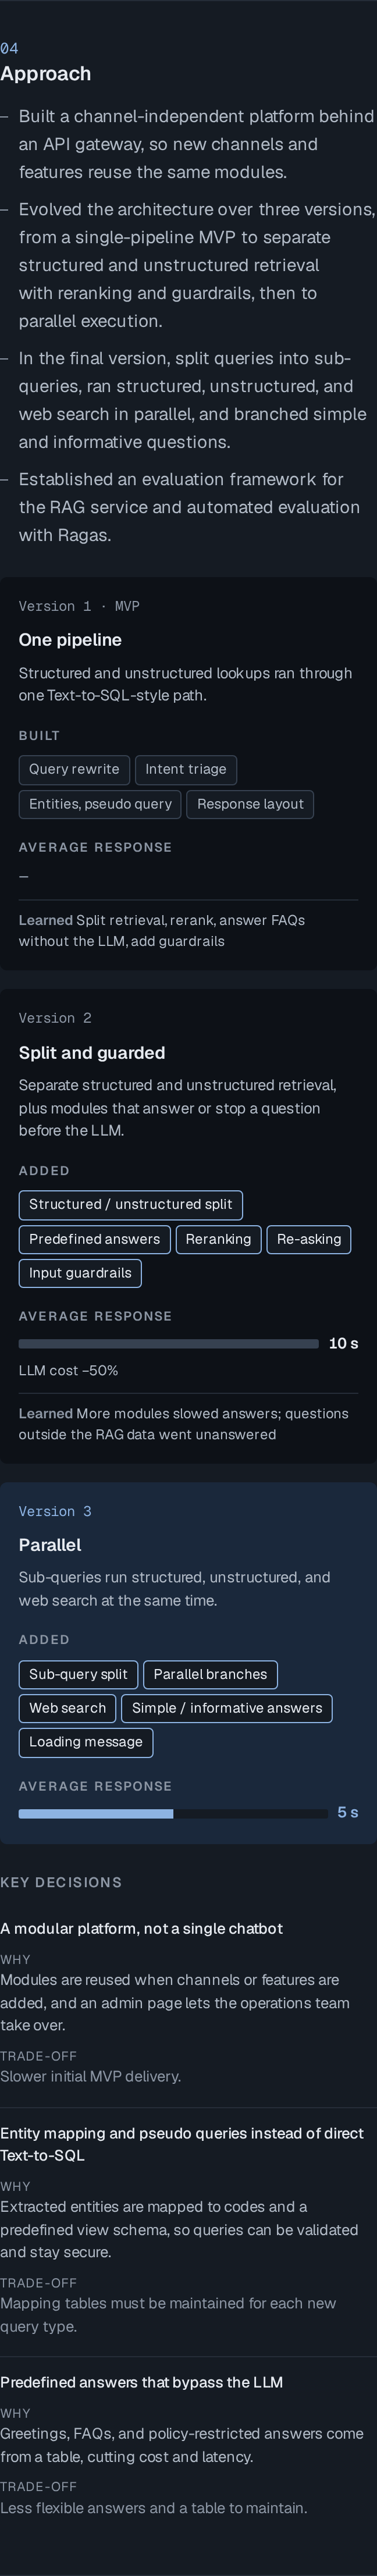 04
Approach
– Built a channel-independent platform behind
an API gateway, so new channels and
features reuse the same modules.
– Evolved the architecture over three versions,
from a single-pipeline MVP to separate
structured and unstructured retrieval
with reranking and guardrails, then to
parallel execution.
– In the final version, split queries into sub-
queries, ran structured, unstructured, and
web search in parallel, and branched simple
and informative questions.
– Established an evaluation framework for
the RAG service and automated evaluation
with Ragas.
Version 1 · MVP
One pipeline
Structured and unstructured lookups ran through
one Text-to-SQL-style path.
BUILT
Query rewrite Intent triage
Entities, pseudo query Response layout
AVERAGE RESPONSE
–
Learned Split retrieval, rerank, answer FAQs
without the LLM, add guardrails
Version 2
Split and guarded
Separate structured and unstructured retrieval,
plus modules that answer or stop a question
before the LLM.
ADDED
Structured / unstructured split
Predefined answers Reranking Re-asking
Input guardrails
AVERAGE RESPONSE
10 s
LLM cost −50%
Learned More modules slowed answers; questions
outside the RAG data went unanswered
Version 3
Parallel
Sub-queries run structured, unstructured, and
web search at the same time.
ADDED
Sub-query split Parallel branches
Web search Simple / informative answers
Loading message
AVERAGE RESPONSE
5 s
KEY DECISIONS
A modular platform, not a single chatbot
WHY
Modules are reused when channels or features are
added, and an admin page lets the operations team
take over.
TRADE-OFF
Slower initial MVP delivery.
Entity mapping and pseudo queries instead of direct
Text-to-SQL
WHY
Extracted entities are mapped to codes and a
predefined view schema, so queries can be validated
and stay secure.
TRADE-OFF
Mapping tables must be maintained for each new
query type.
Predefined answers that bypass the LLM
WHY
Greetings, FAQs, and policy-restricted answers come
from a table, cutting cost and latency.
TRADE-OFF
Less flexible answers and a table to maintain.